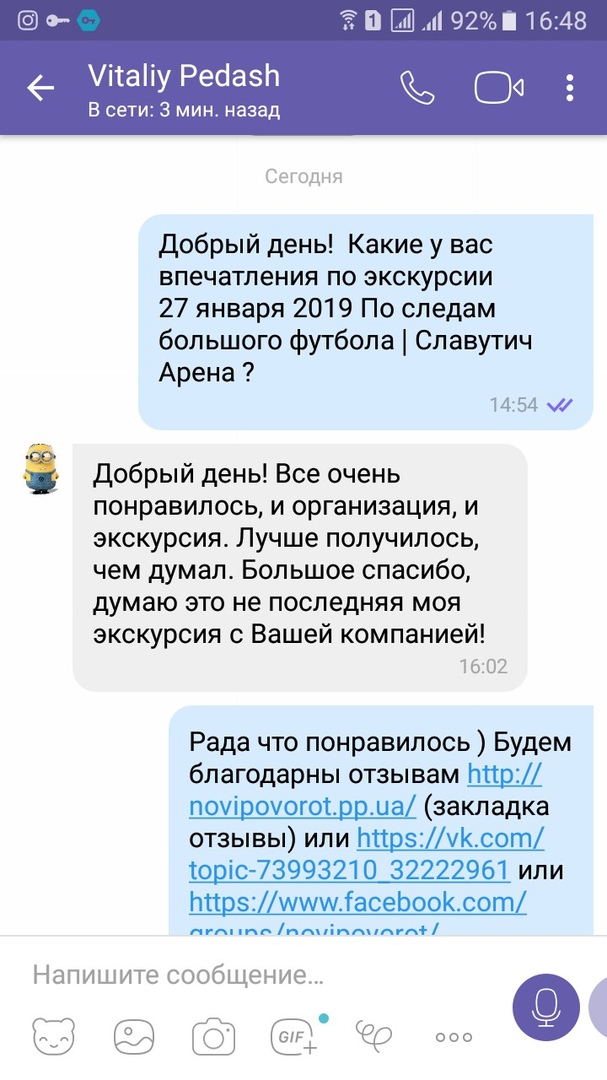 1
92%
16:48
Vitaliy Pedash
В сети: 3 мин. назад
Сегодня
Добрый день!  Какие у вас
впечатления по экскурсии
27 января 2019 По следам
большого футбола | Славутич
Арена ?
14:54
Добрый день! Все очень
понравилось, и организация, и
экскурсия. Лучше получилось,
чем думал. Большое спасибо,
думаю это не последняя моя
экскурсия с Вашей компанией!
16:02
Рада что понравилось ) Будем
благодарны отзывам http://
novipovorot.pp.ua/ (закладка
отзывы) или https://vk.com/
topic-73993210_32222961 или
https://www.facebook.com/
groups/novipovorot/
Напишите сообщение...
GIF